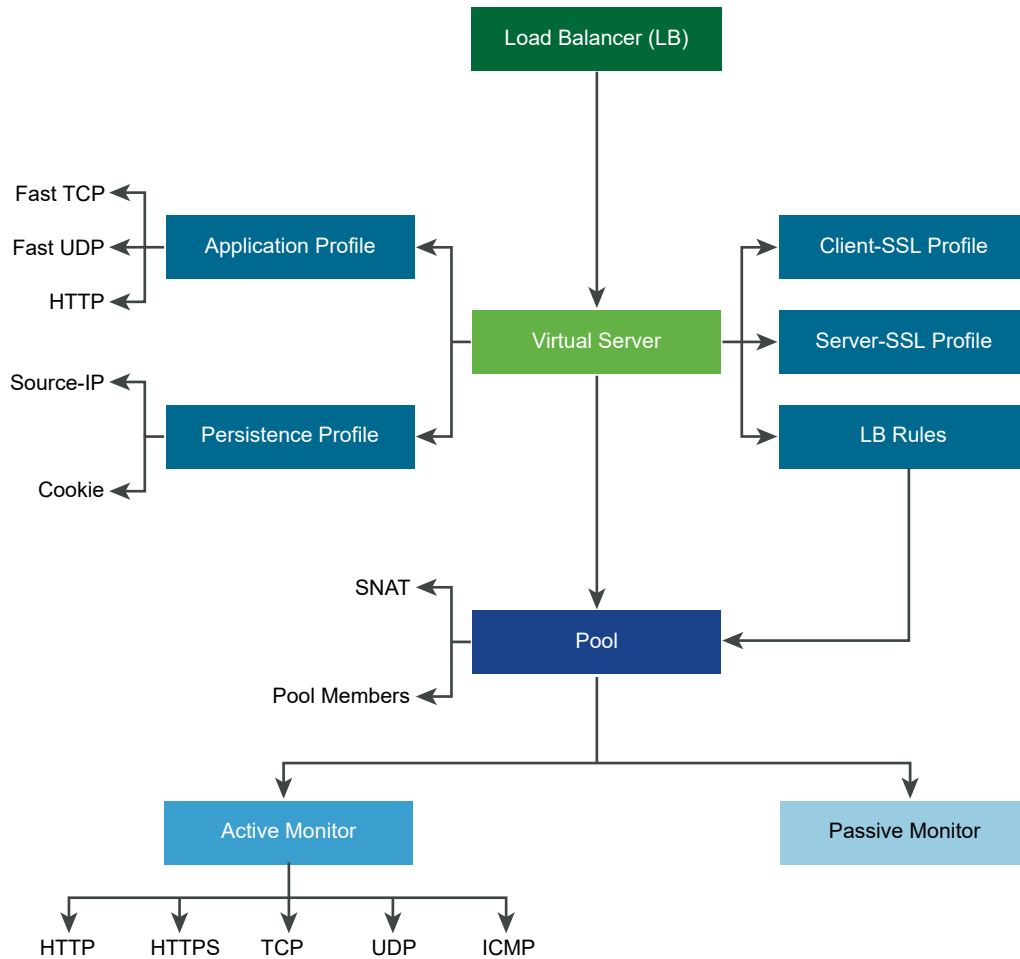 Load Balancer (LB)
Fast TCP
Fast UDP
HTTP
Application Profile
Client-SSL Profile
Virtual Server
Server-SSL Profile
Source-IP
Cookie
Persistence Profile
LB Rules
SNAT
Pool
Pool Members
Active Monitor
Passive Monitor
HTTP
HTTPS
TCP
UDP
ICMP